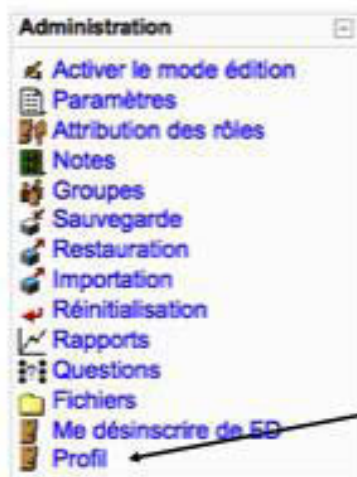 Administration
Activer le mode édition
Paramètres
Attribution des rôles
Notes
Groupes
Sauvegarde
Restauration
Importation
Réinitialisation
Rapports
Questions
Fichiers
Me désinscrire de ED
Profil